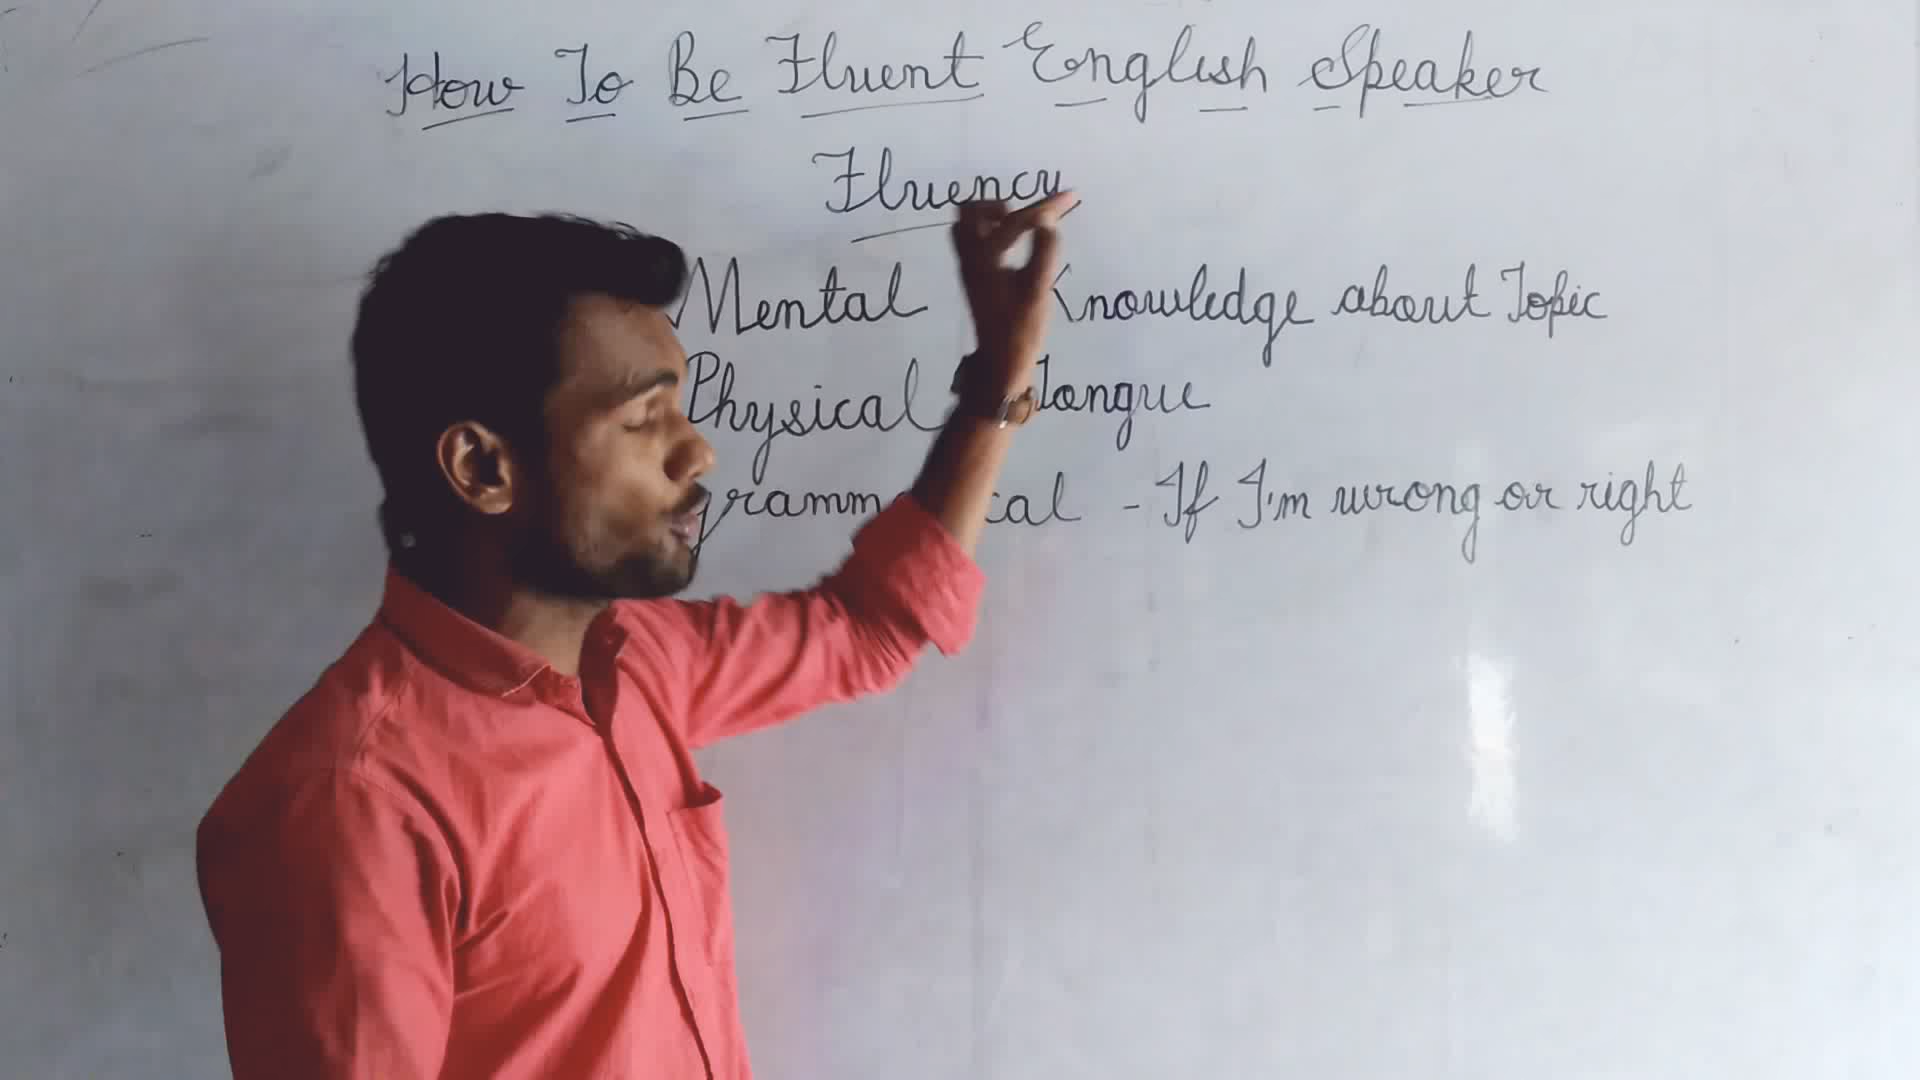 How To Be Fluent English Speaker
Fluency
Mental Knowledge about Topic
Physical Tongue
grammatical - If I'm wrong or right